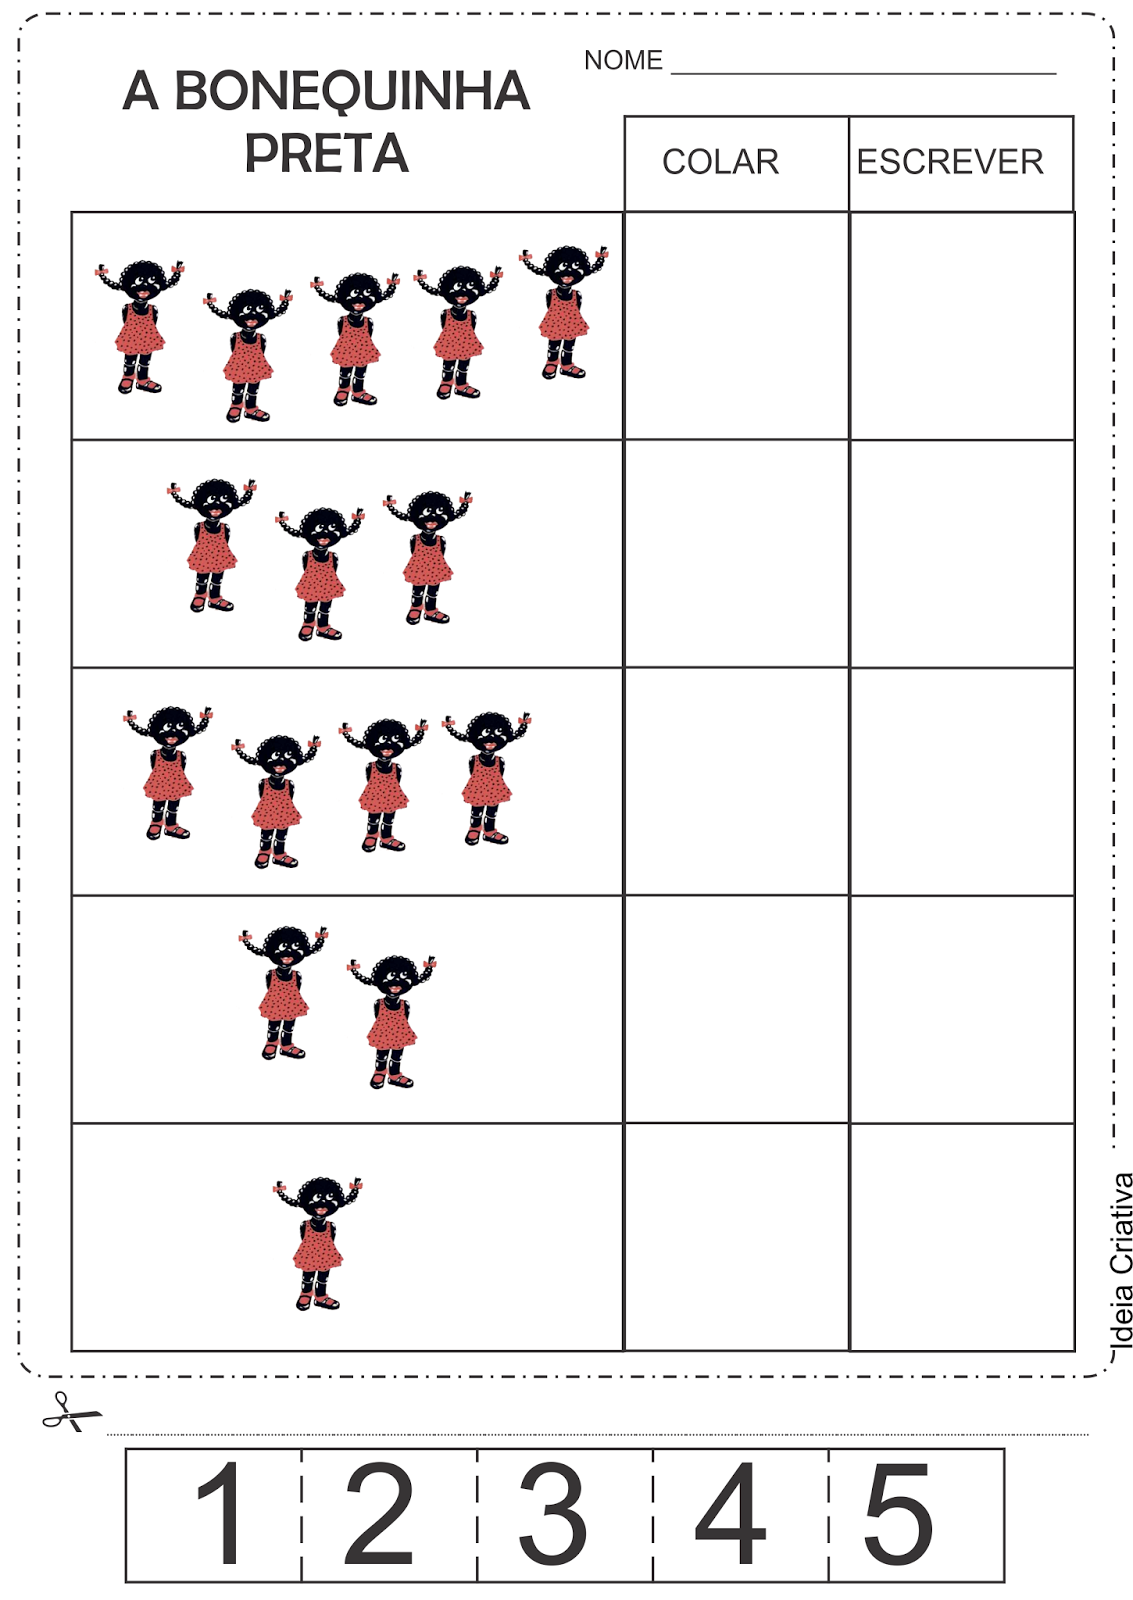 NOME
A BONEQUINHA
PRETA
COLAR ESCREVER
Ideia Criativa
1 2 3 4 5